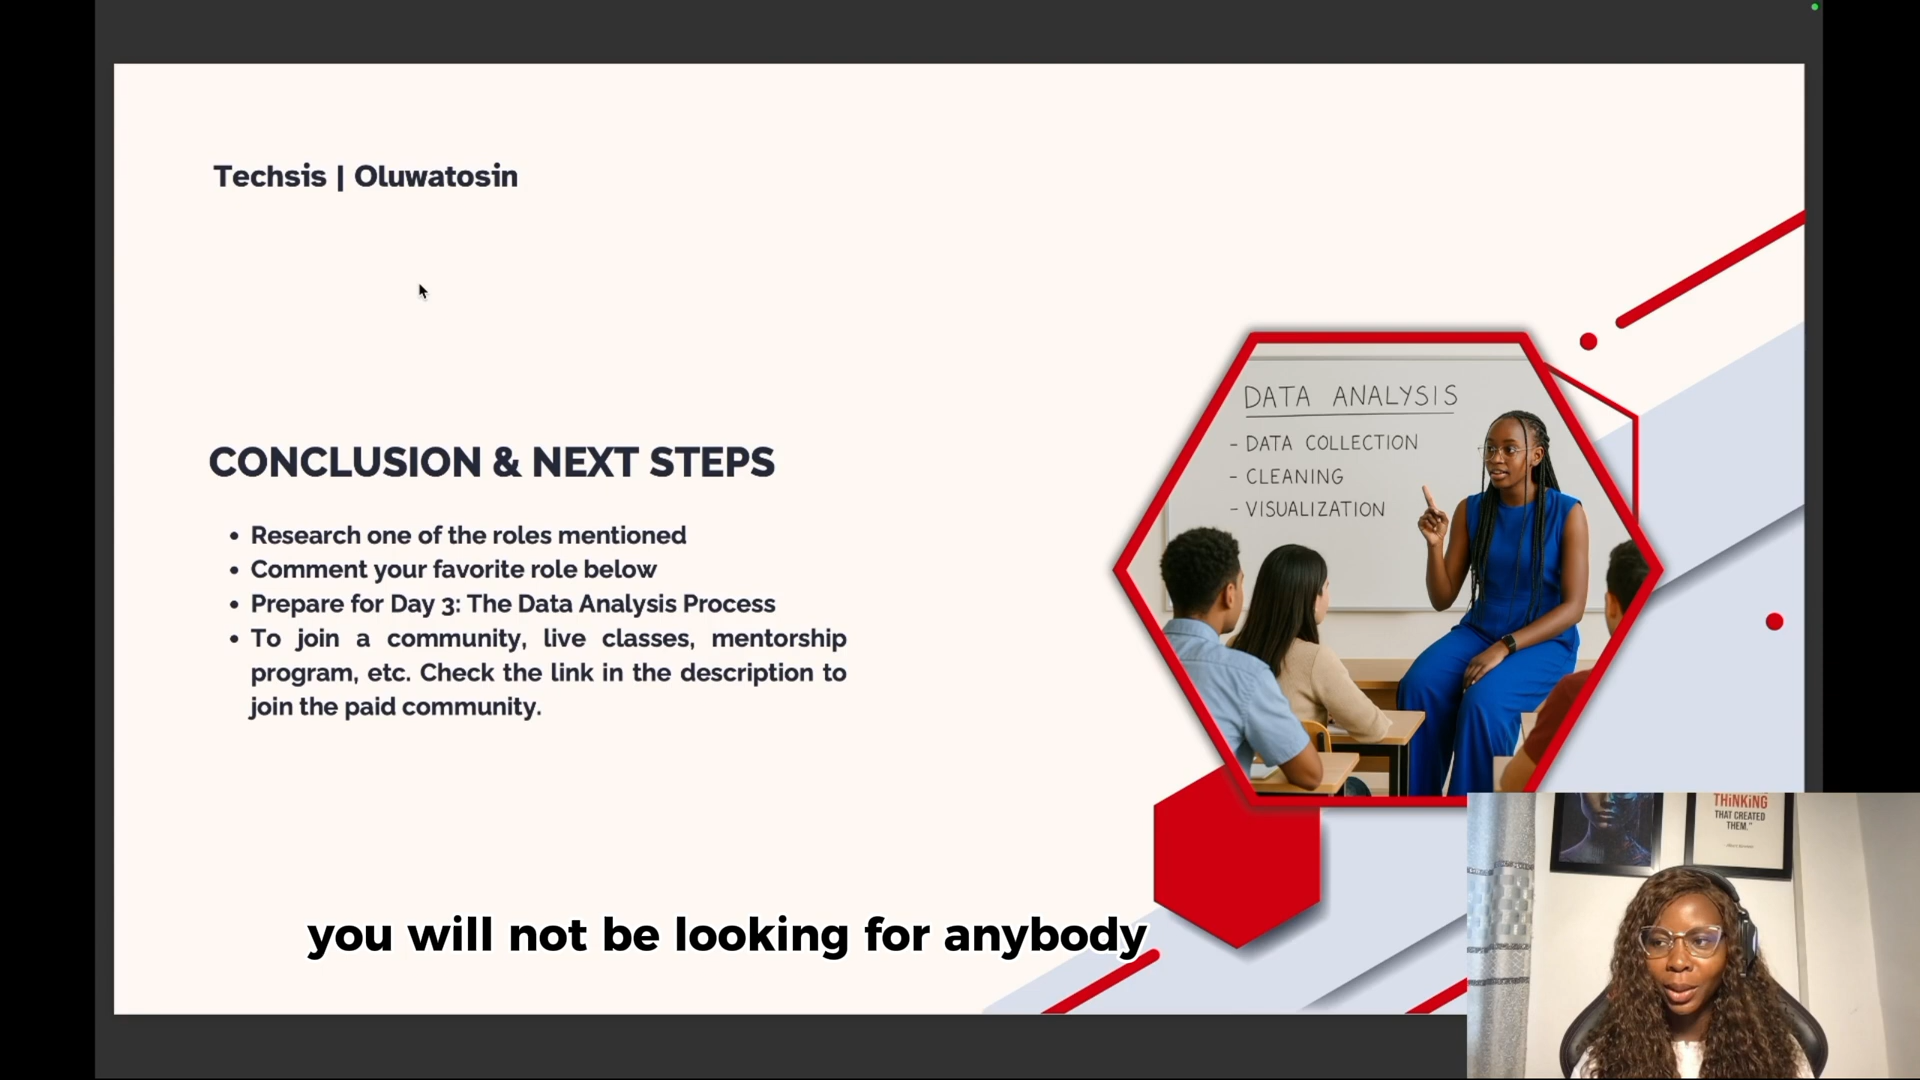 Techsis | Oluwatosin
CONCLUSION & NEXT STEPS
• Research one of the roles mentioned
• Comment your favorite role below
• Prepare for Day 3: The Data Analysis Process
• To join a community, live classes, mentorship
program, etc. Check the link in the description to
join the paid community.
DATA ANALYSIS
- DATA COLLECTION
- CLEANING
- VISUALIZATION
THiNKiNG
THAT CREATED
THEM."
you will not be looking for anybody